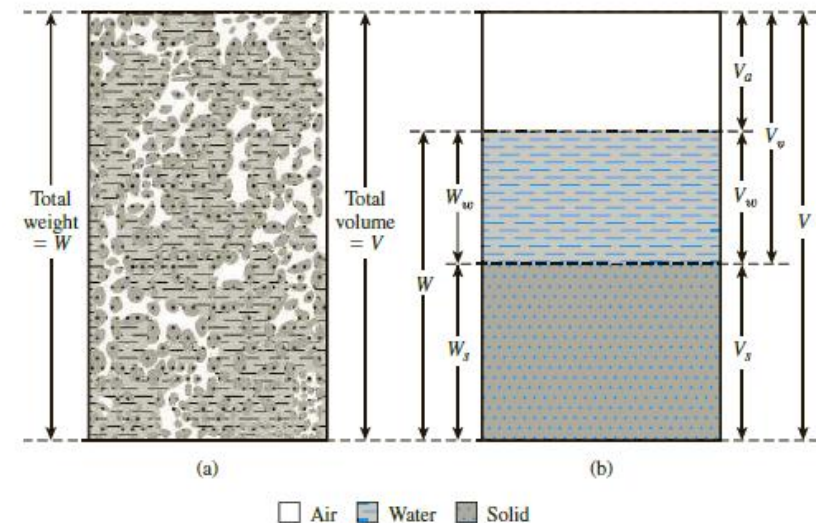 Total
weight
= W
Total
volume
= V
W
W_w
W_s
V_a
V_w
V_s
V_v
V
(a)
(b)
Air Water Solid